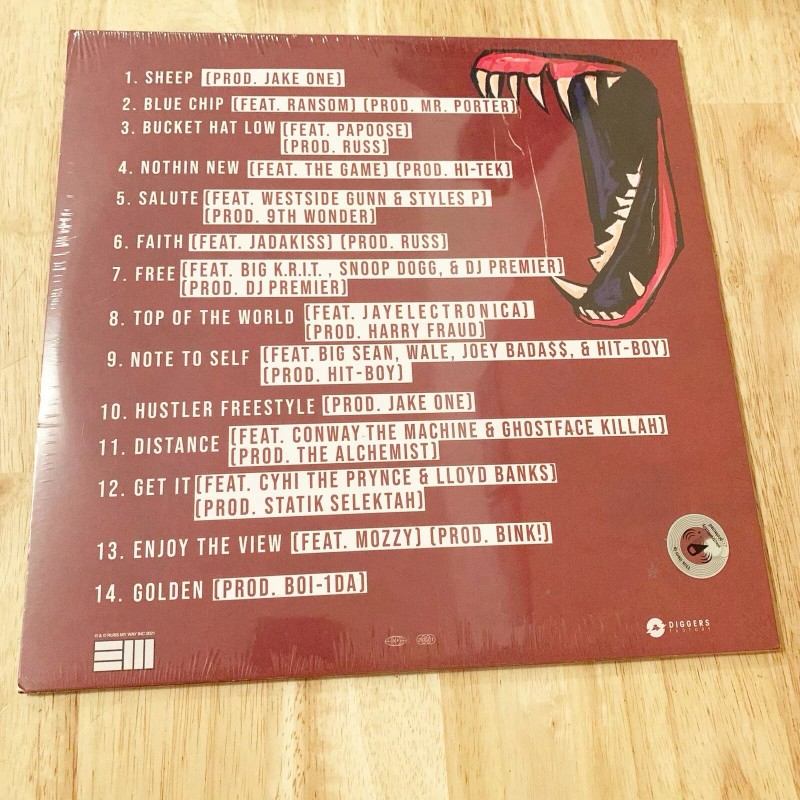 1. SHEEP [PROD. JAKE ONE]
2. BLUE CHIP [FEAT. RANSOM] [PROD. MR. PORTER]
3. BUCKET HAT LOW [FEAT. PAPOOSE]
[PROD. RUSS]
4. NOTHIN NEW [FEAT. THE GAME] [PROD. HI-TEK]
5. SALUTE [FEAT. WESTSIDE GUNN & STYLES P]
[PROD. 9TH WONDER]
6. FAITH [FEAT. JADAKISS] [PROD. RUSS]
7. FREE [FEAT. BIG K.R.I.T. , SNOOP DOGG, & DJ PREMIER]
[PROD. DJ PREMIER]
8. TOP OF THE WORLD [FEAT. JAYELECTRONICA]
[PROD. HARRY FRAUD]
9. NOTE TO SELF [FEAT. BIG SEAN, WALE, JOEY BADA$$, & HIT-BOY]
[PROD. HIT-BOY]
10. HUSTLER FREESTYLE [PROD. JAKE ONE]
11. DISTANCE [FEAT. CONWAY THE MACHINE & GHOSTFACE KILLAH]
[PROD. THE ALCHEMIST]
12. GET IT [FEAT. CYHI THE PRYNCE & LLOYD BANKS]
[PROD. STATIK SELEKTAH]
13. ENJOY THE VIEW [FEAT. MOZZY] [PROD. BINK!]
14. GOLDEN [PROD. BOI-1DA]
℗ & © RUSS MY WAY INC 2021
DIGGERS
FACTORY